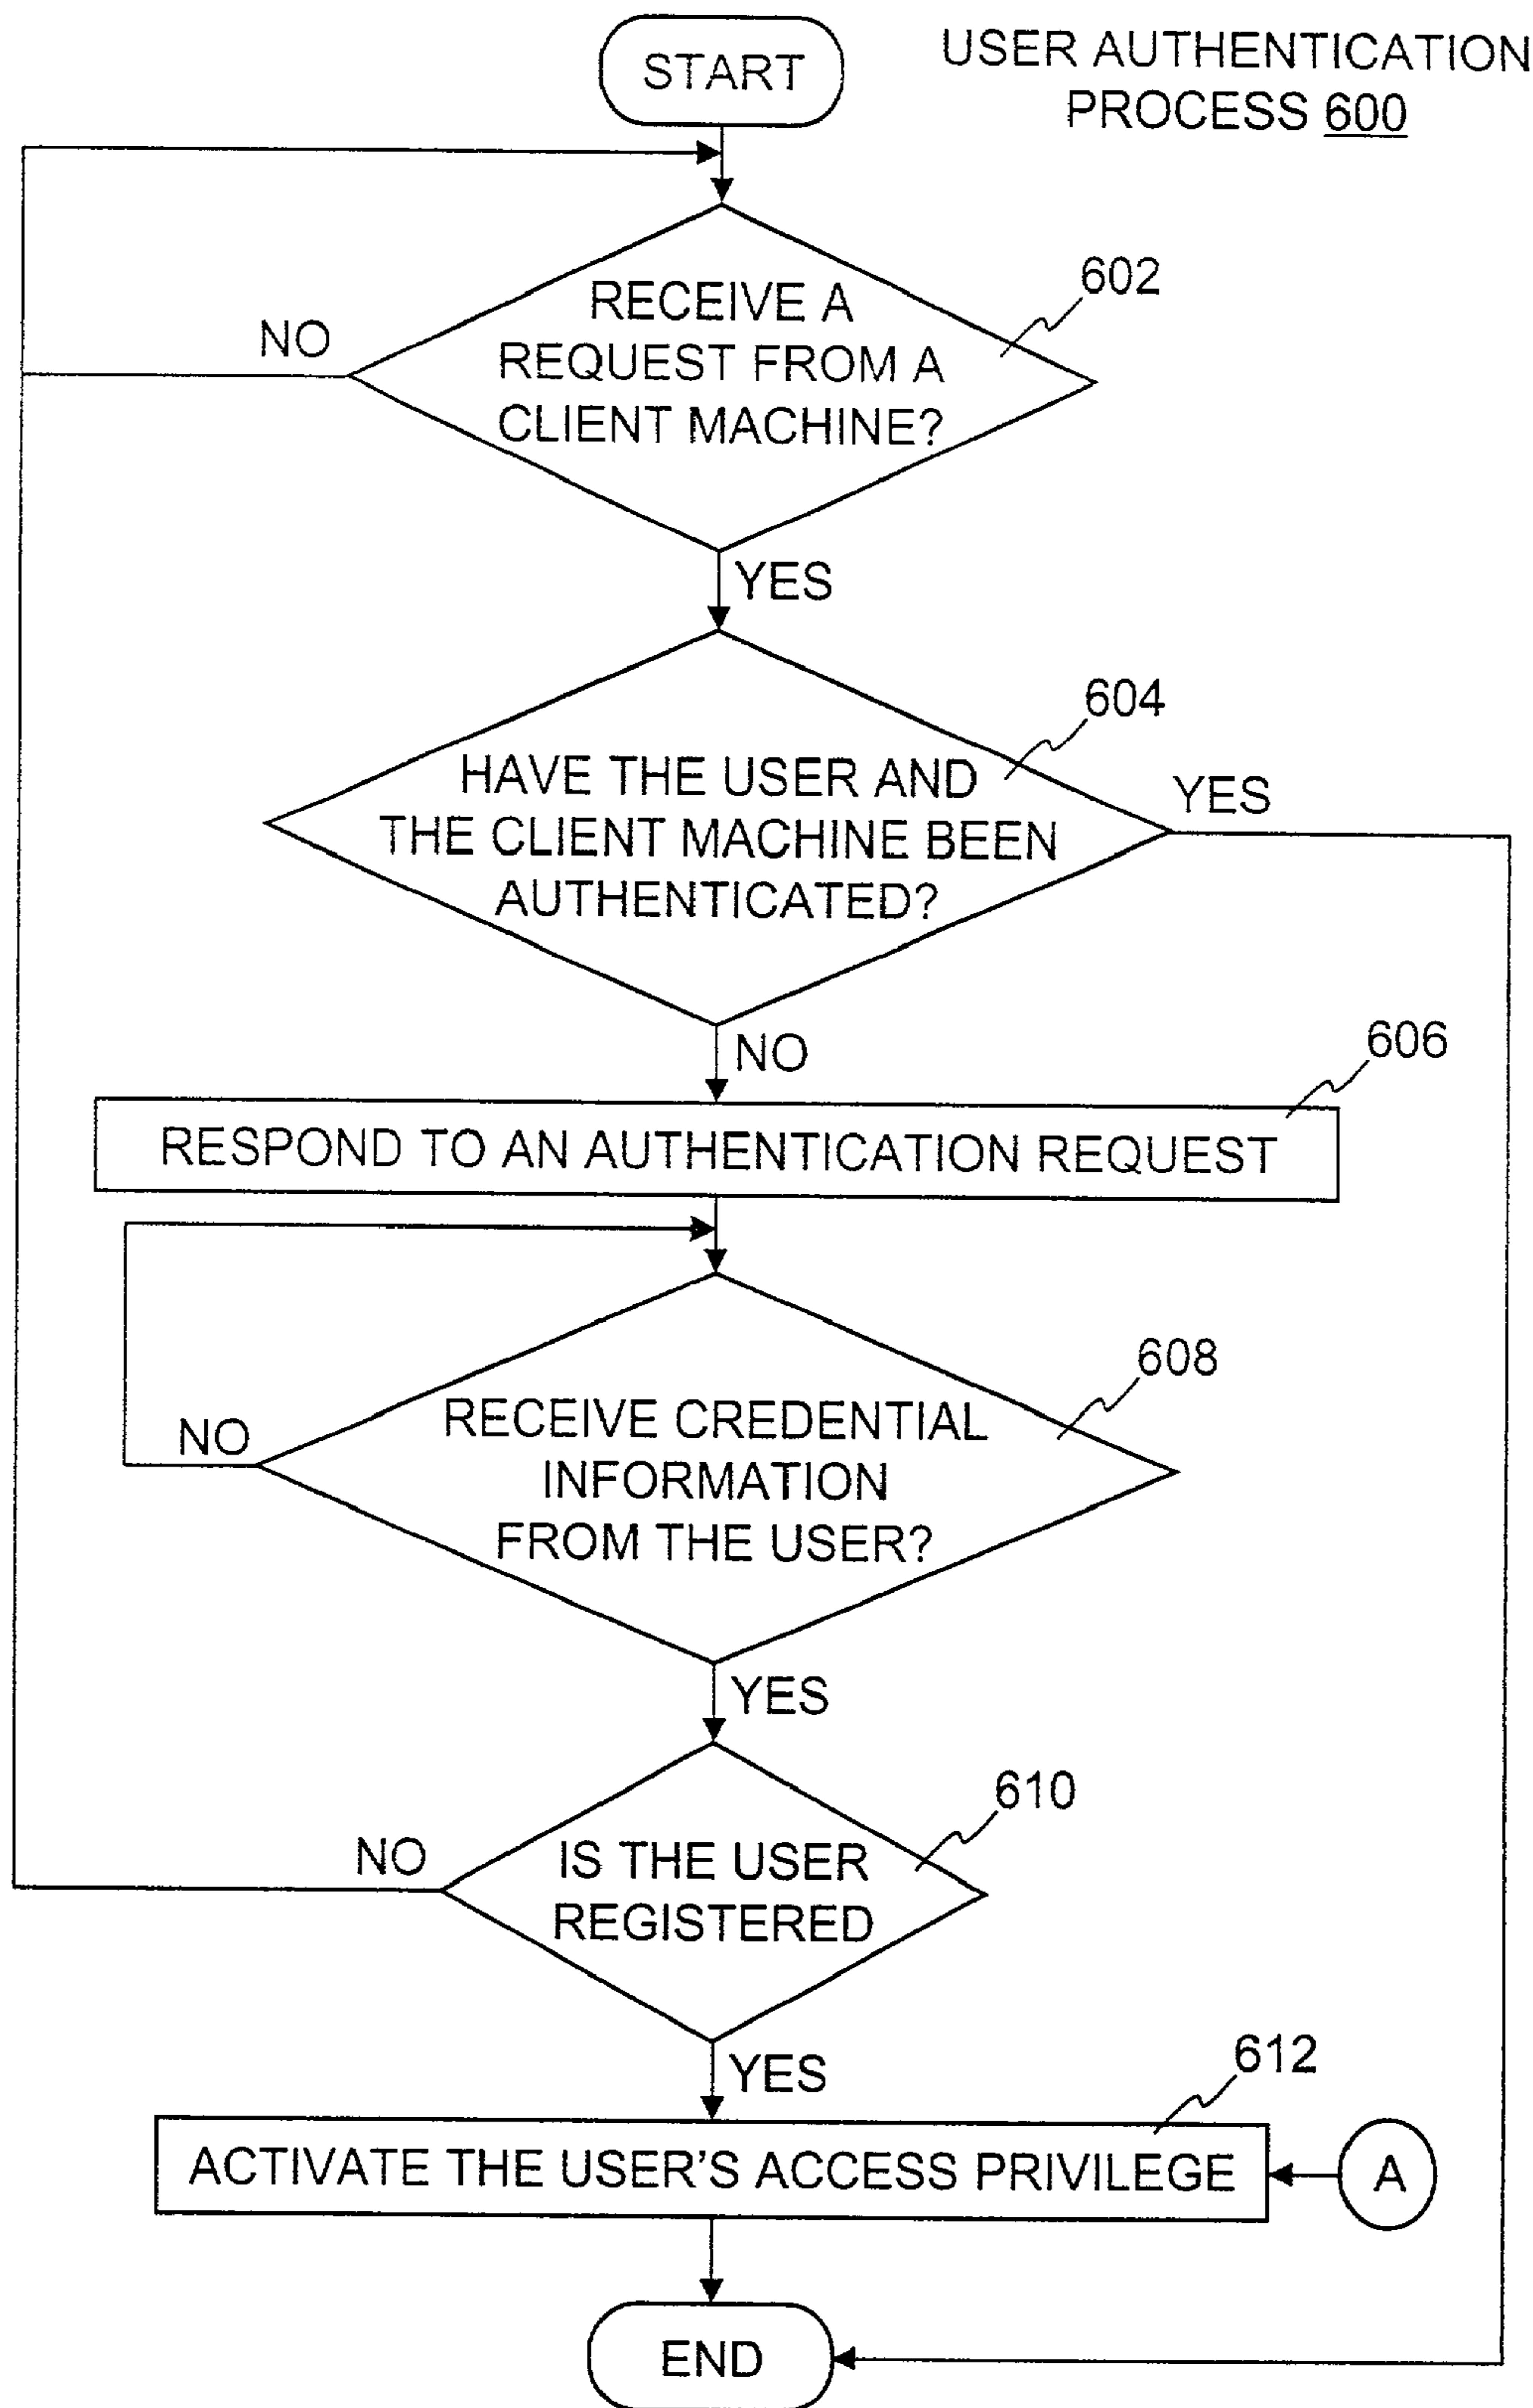 START
USER AUTHENTICATION
PROCESS 600
602
RECEIVE A
REQUEST FROM A
CLIENT MACHINE?
NO
YES
604
HAVE THE USER AND
THE CLIENT MACHINE BEEN
AUTHENTICATED?
YES
NO
606
RESPOND TO AN AUTHENTICATION REQUEST
608
RECEIVE CREDENTIAL
INFORMATION
FROM THE USER?
NO
YES
610
IS THE USER
REGISTERED
NO
YES
612
ACTIVATE THE USER'S ACCESS PRIVILEGE
A
END